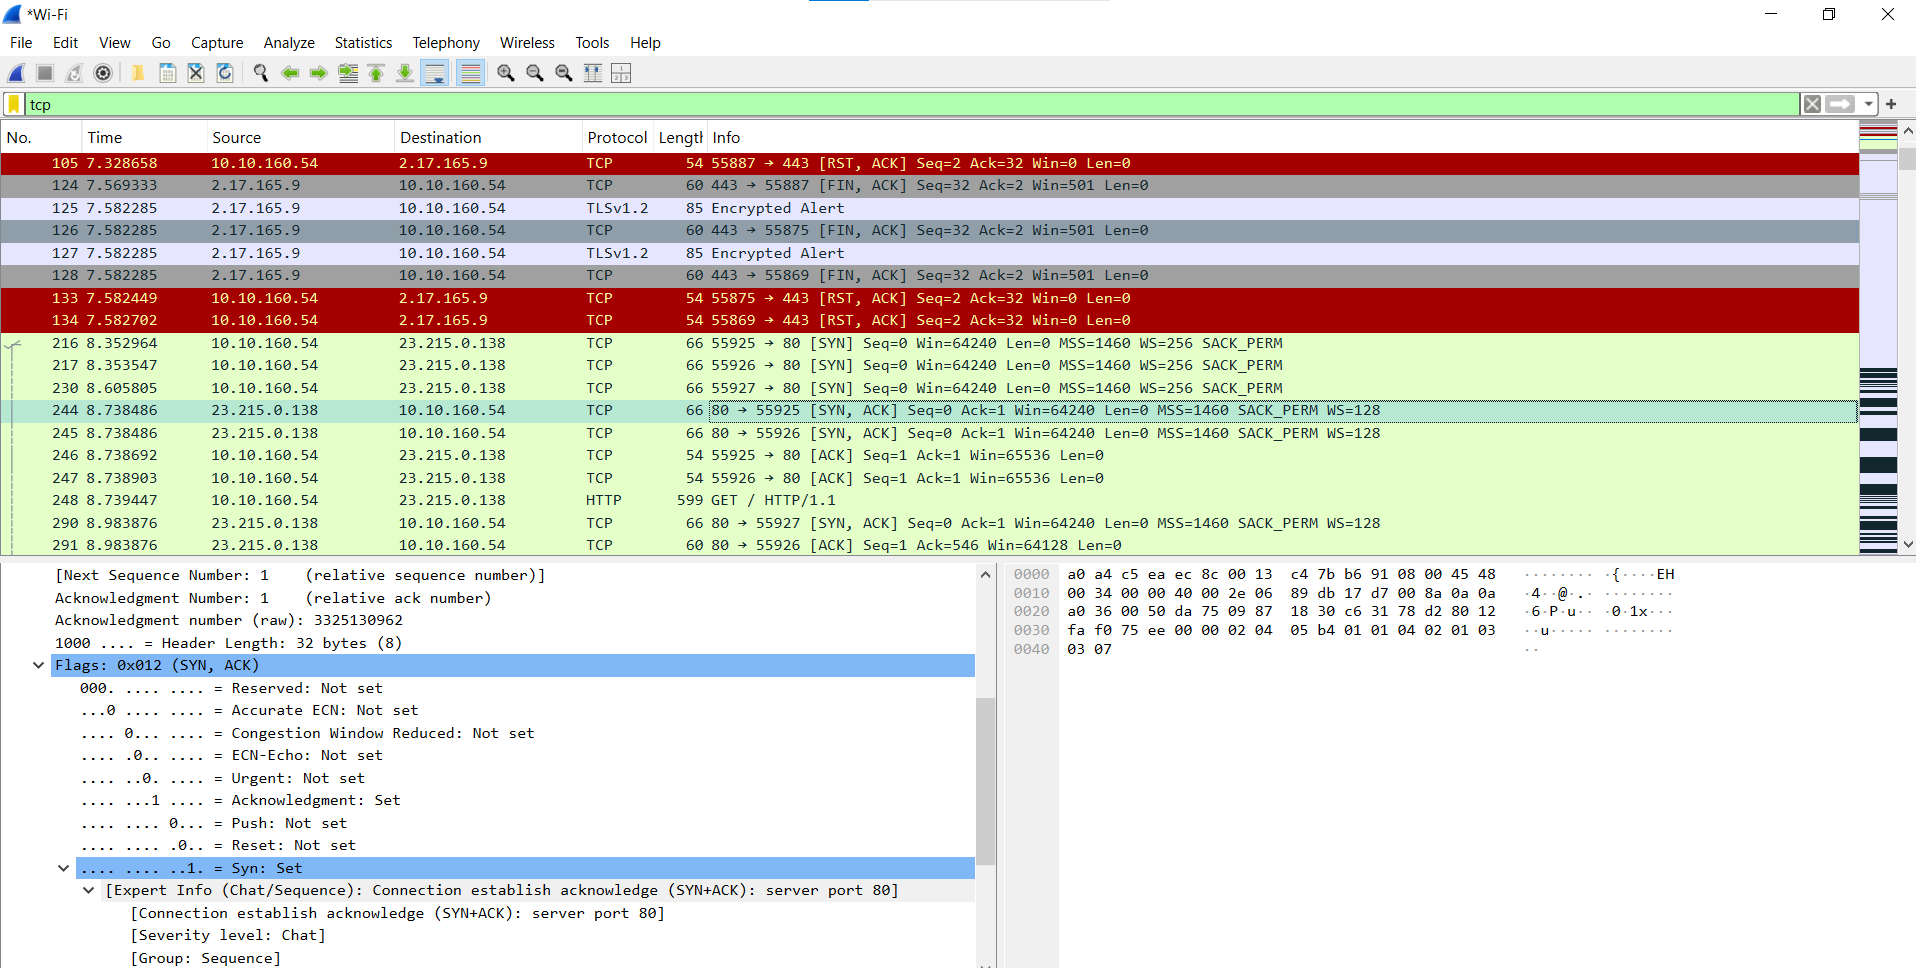 *Wi-Fi
File Edit View Go Capture Analyze Statistics Telephony Wireless Tools Help
tcp
No. Time Source Destination Protocol Length Info
105 7.328658 10.10.160.54 2.17.165.9 TCP 54 55887 → 443 [RST, ACK] Seq=2 Ack=32 Win=0 Len=0
124 7.569333 2.17.165.9 10.10.160.54 TCP 60 443 → 55887 [FIN, ACK] Seq=32 Ack=2 Win=501 Len=0
125 7.582285 2.17.165.9 10.10.160.54 TLSv1.2 85 Encrypted Alert
126 7.582285 2.17.165.9 10.10.160.54 TCP 60 443 → 55875 [FIN, ACK] Seq=32 Ack=2 Win=501 Len=0
127 7.582285 2.17.165.9 10.10.160.54 TLSv1.2 85 Encrypted Alert
128 7.582285 2.17.165.9 10.10.160.54 TCP 60 443 → 55869 [FIN, ACK] Seq=32 Ack=2 Win=501 Len=0
133 7.582449 10.10.160.54 2.17.165.9 TCP 54 55875 → 443 [RST, ACK] Seq=2 Ack=32 Win=0 Len=0
134 7.582702 10.10.160.54 2.17.165.9 TCP 54 55869 → 443 [RST, ACK] Seq=2 Ack=32 Win=0 Len=0
216 8.352964 10.10.160.54 23.215.0.138 TCP 66 55925 → 80 [SYN] Seq=0 Win=64240 Len=0 MSS=1460 WS=256 SACK_PERM
217 8.353547 10.10.160.54 23.215.0.138 TCP 66 55926 → 80 [SYN] Seq=0 Win=64240 Len=0 MSS=1460 WS=256 SACK_PERM
230 8.605805 10.10.160.54 23.215.0.138 TCP 66 55927 → 80 [SYN] Seq=0 Win=64240 Len=0 MSS=1460 WS=256 SACK_PERM
244 8.738486 23.215.0.138 10.10.160.54 TCP 66 80 → 55925 [SYN, ACK] Seq=0 Ack=1 Win=64240 Len=0 MSS=1460 SACK_PERM WS=128
245 8.738486 23.215.0.138 10.10.160.54 TCP 66 80 → 55926 [SYN, ACK] Seq=0 Ack=1 Win=64240 Len=0 MSS=1460 SACK_PERM WS=128
246 8.738692 10.10.160.54 23.215.0.138 TCP 54 55925 → 80 [ACK] Seq=1 Ack=1 Win=65536 Len=0
247 8.738903 10.10.160.54 23.215.0.138 TCP 54 55926 → 80 [ACK] Seq=1 Ack=1 Win=65536 Len=0
248 8.739447 10.10.160.54 23.215.0.138 HTTP 599 GET / HTTP/1.1
290 8.983876 23.215.0.138 10.10.160.54 TCP 66 80 → 55927 [SYN, ACK] Seq=0 Ack=1 Win=64240 Len=0 MSS=1460 SACK_PERM WS=128
291 8.983876 23.215.0.138 10.10.160.54 TCP 60 80 → 55926 [ACK] Seq=1 Ack=546 Win=64128 Len=0
[Next Sequence Number: 1 (relative sequence number)]
Acknowledgment Number: 1 (relative ack number)
Acknowledgment number (raw): 3325130962
1000 .... = Header Length: 32 bytes (8)
Flags: 0x012 (SYN, ACK)
000. .... .... = Reserved: Not set
...0 .... .... = Accurate ECN: Not set
.... 0... .... = Congestion Window Reduced: Not set
.... .0.. .... = ECN-Echo: Not set
.... ..0. .... = Urgent: Not set
.... ...1 .... = Acknowledgment: Set
.... .... 0... = Push: Not set
.... .... .0.. = Reset: Not set
.... .... ..1. = Syn: Set
[Expert Info (Chat/Sequence): Connection establish acknowledge (SYN+ACK): server port 80]
[Connection establish acknowledge (SYN+ACK): server port 80]
[Severity level: Chat]
[Group: Sequence]
0000 a0 a4 c5 ea ec 8c 00 13 c4 7b b6 91 08 00 45 48 ········ ·{····EH
0010 00 34 00 00 40 00 2e 06 89 db 17 d7 00 8a 0a 0a ·4··@·.· ········
0020 a0 36 00 50 da 75 09 87 18 30 c6 31 78 d2 80 12 ·6·P·u·· ·0·1x···
0030 fa f0 75 ee 00 00 02 04 05 b4 01 01 04 02 01 03 ··u····· ········
0040 03 07 ··